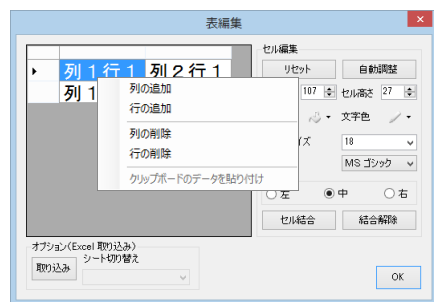 表編集
セル編集
リセット
自動調整
列1行1
列2行1
107
セル高さ
27
列1
文字色
イズ
18
MS ゴシック
列の追加
行の追加
列の削除
行の削除
クリップボードのデータを貼り付け
左
中
右
セル結合
結合解除
オプション(Excel 取り込み)
シート切り替え
取り込み
OK